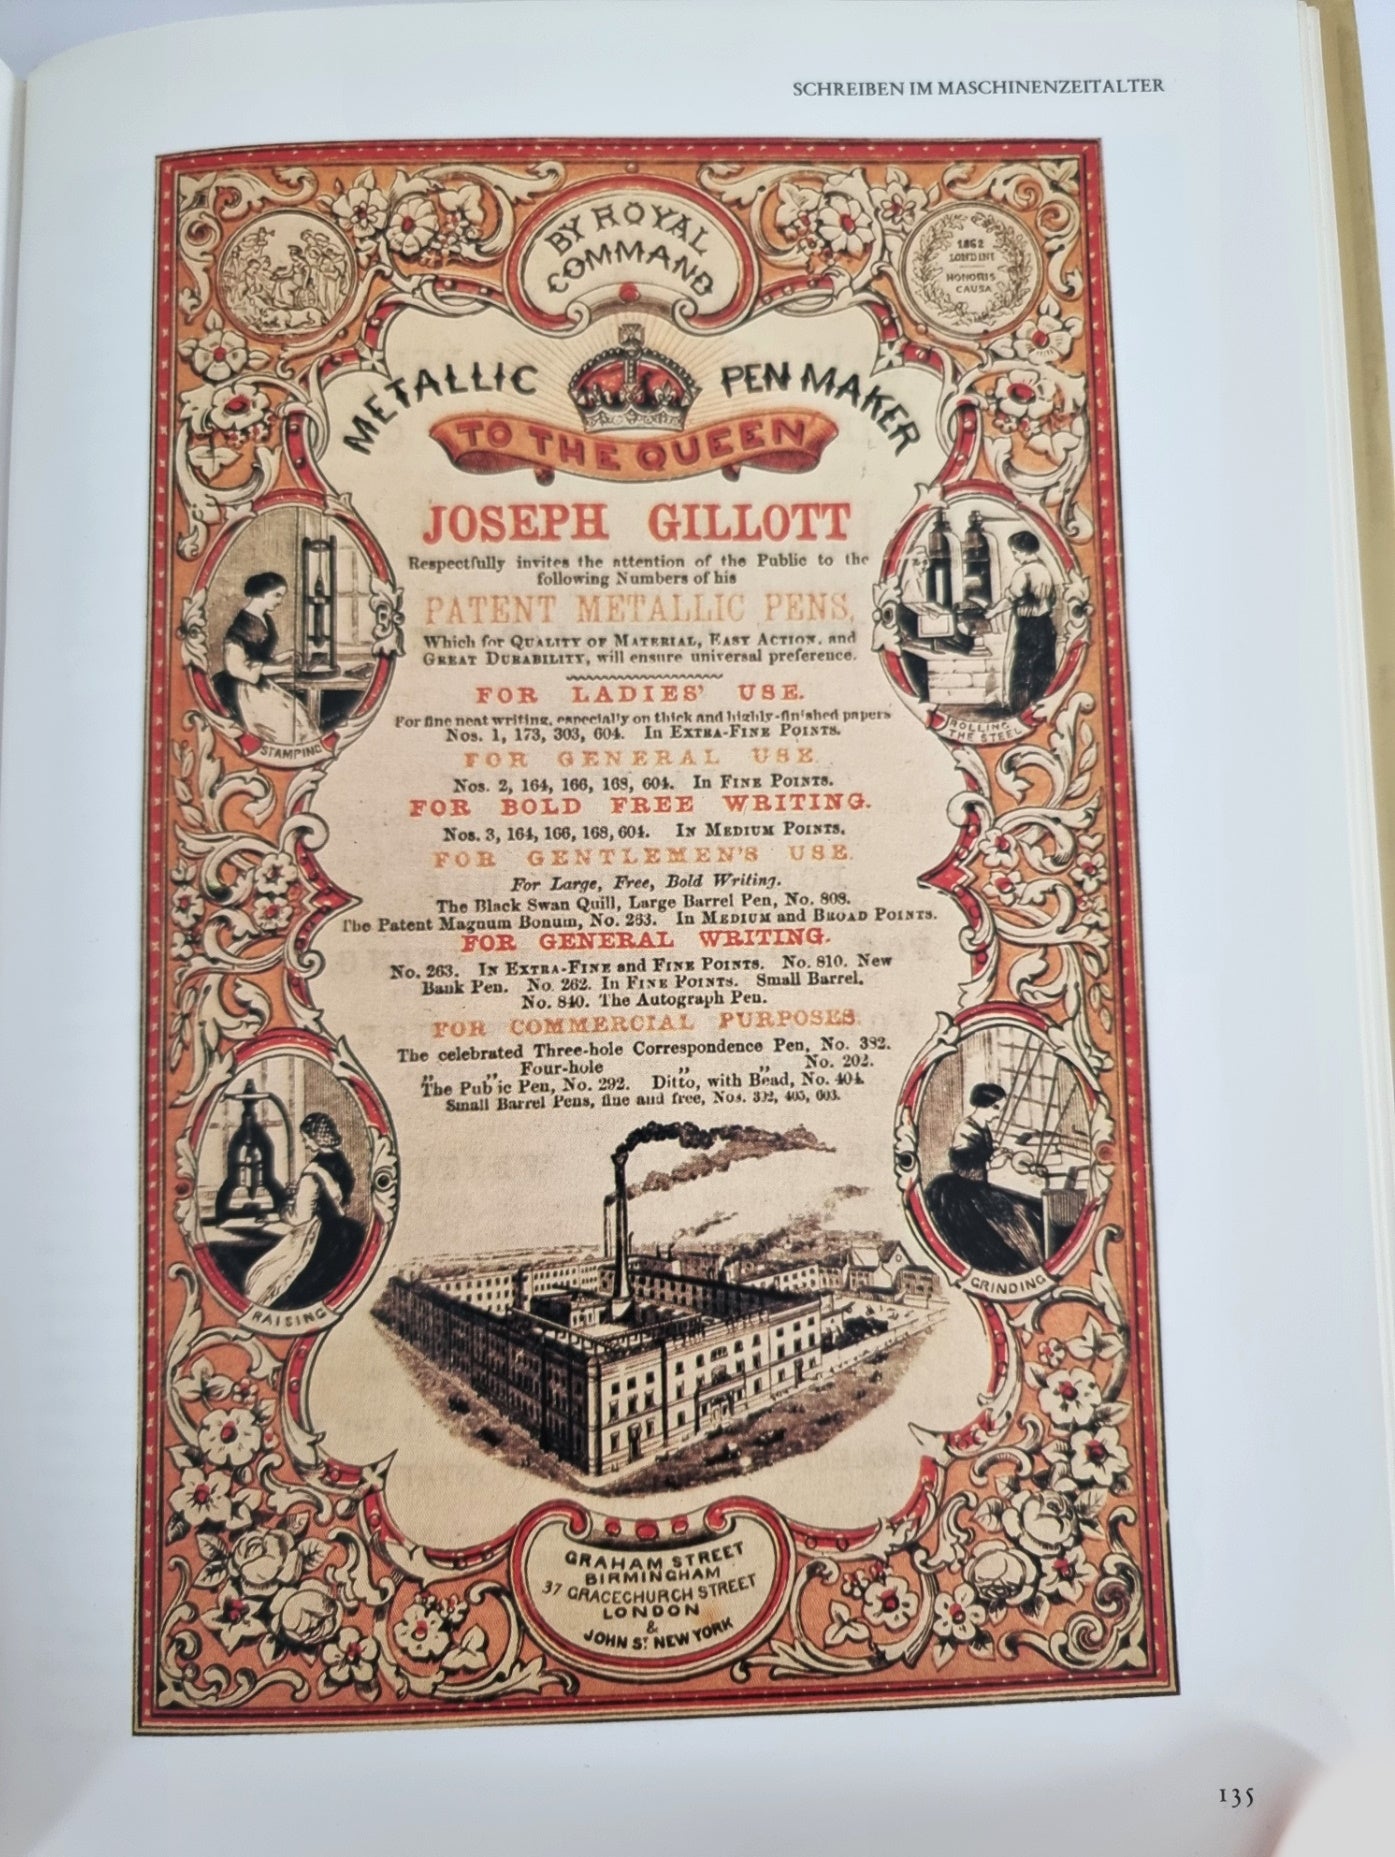 SCHREIBEN IM MASCHINENZEITALTER
BY ROYAL
COMMAND
1862
LONDINI
HONORIS
CAUSA
METALLIC PEN MAKER
TO THE QUEEN
JOSEPH GILLOTT
Respectfully invites the attention of the Public to the
following Numbers of his
PATENT METALLIC PENS,
Which for QUALITY OF MATERIAL, EASY ACTION, and
GREAT DURABILITY, will ensure universal preference.
STAMPING
ROLLING
THE STEEL
FOR LADIES' USE.
For fine neat writing, especially on thick and highly-finished papers
Nos. 1, 173, 303, 604. In EXTRA-FINE POINTS.
FOR GENERAL USE
Nos. 2, 164, 166, 168, 604. In FINE POINTS.
FOR BOLD FREE WRITING.
Nos. 3, 164, 166, 168, 604. IN MEDIUM POINTS.
FOR GENTLEMEN'S USE.
For Large, Free, Bold Writing.
The Black Swan Quill, Large Barrel Pen, No. 808.
The Patent Magnum Bonum, No. 263. In MEDIUM and BROAD POINTS.
FOR GENERAL WRITING.
No. 263. IN EXTRA-FINE and FINE POINTS. No. 810. New
Bank Pen. No. 262. In FINE POINTS. Small Barrel.
No. 840. The Autograph Pen.
FOR COMMERCIAL PURPOSES.
The celebrated Three-hole Correspondence Pen, No. 382.
„ „ Four-hole „ „ No. 202.
The Public Pen, No. 292. Ditto, with Bead, No. 404.
Small Barrel Pens, fine and free, Nos. 392, 405, 603.
RAISING
GRINDING
GRAHAM STREET
BIRMINGHAM
37 GRACECHURCH STREET
LONDON
&
JOHN ST. NEW YORK
135